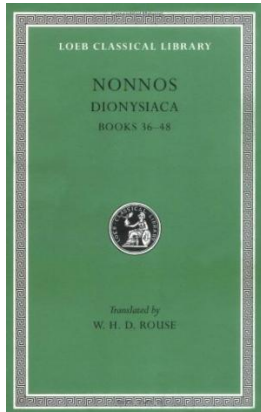 LOEB CLASSICAL LIBRARY
NONNOS
DIONYSIACA
BOOKS 36–48
Translated by
W. H. D. ROUSE